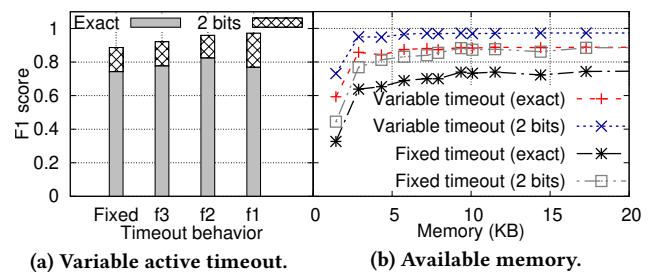 Exact 2 bits
F1 score
1
0.8
0.6
0.4
0.2
0
Fixed f3 f2 f1
Timeout behavior
(a) Variable active timeout.
Variable timeout (exact)
Variable timeout (2 bits)
Fixed timeout (exact)
Fixed timeout (2 bits)
0 5 10 15 20
Memory (KB)
(b) Available memory.